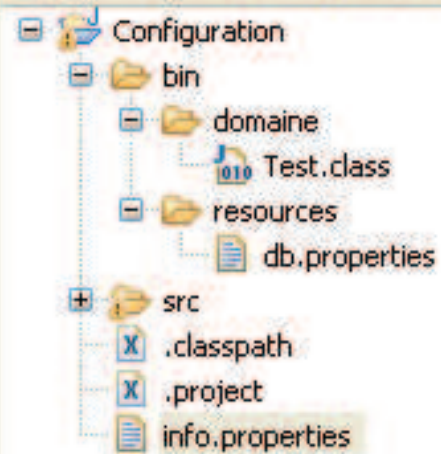 Configuration
bin
domaine
Test.class
resources
db.properties
src
.classpath
.project
info.properties